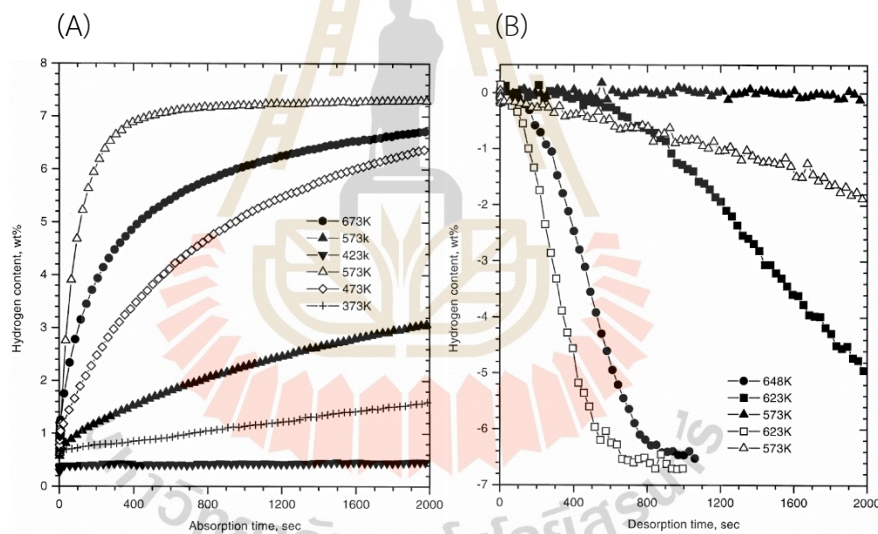 (A)
(B)
Hydrogen content, wt%
8
7
6
5
4
3
2
1
0
673K
573k
423k
573K
473K
373K
0
400
800
1200
1600
2000
Absorption time, sec
Hydrogen content, wt%
0
-1
-2
-3
-4
-5
-6
-7
648K
623K
573K
623K
573K
0
400
800
1200
1600
2000
Desorption time, sec